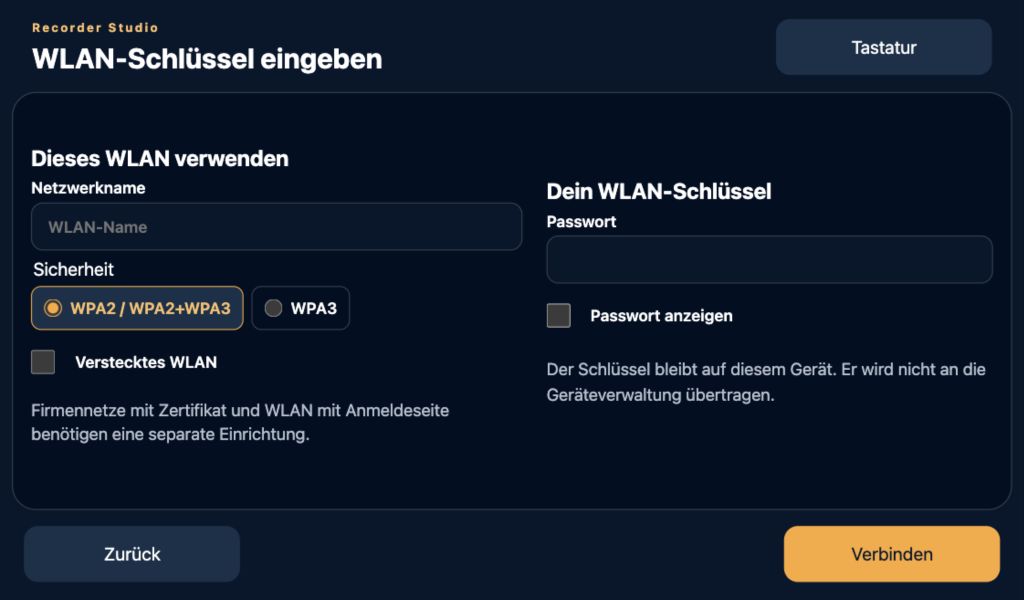 Recorder Studio
WLAN-Schlüssel eingeben
Tastatur
Dieses WLAN verwenden
Netzwerkname
WLAN-Name
Sicherheit
WPA2 / WPA2+WPA3
WPA3
Verstecktes WLAN
Firmennetze mit Zertifikat und WLAN mit Anmeldeseite
benötigen eine separate Einrichtung.
Dein WLAN-Schlüssel
Passwort
Passwort anzeigen
Der Schlüssel bleibt auf diesem Gerät. Er wird nicht an die
Geräteverwaltung übertragen.
Zurück
Verbinden